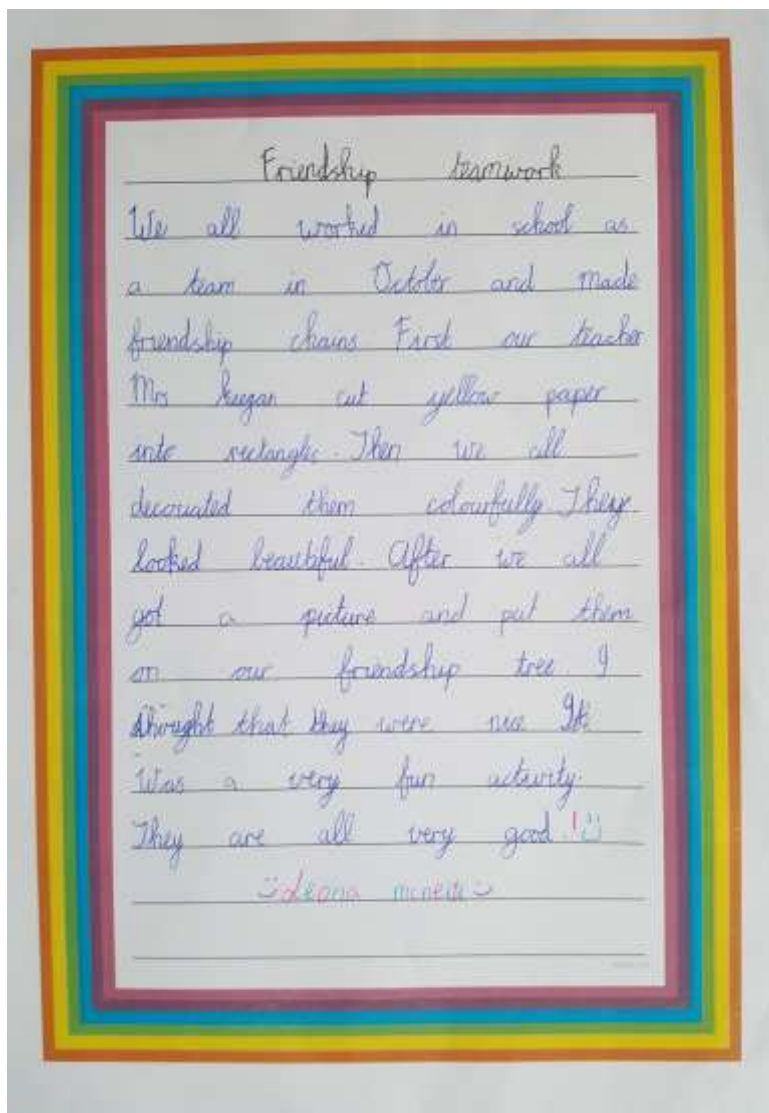 Friendship teamwork
We all worked in school as
a team in October and made
friendship chains First our teacher
Mrs Keegan cut yellow paper
into rectangles. Then we all
decorated them colourfully They
looked beautiful. After we all
got a picture and put them
on our friendship tree I
thought that they were nice It
Was a very fun activity.
They are all very good.!
Leona